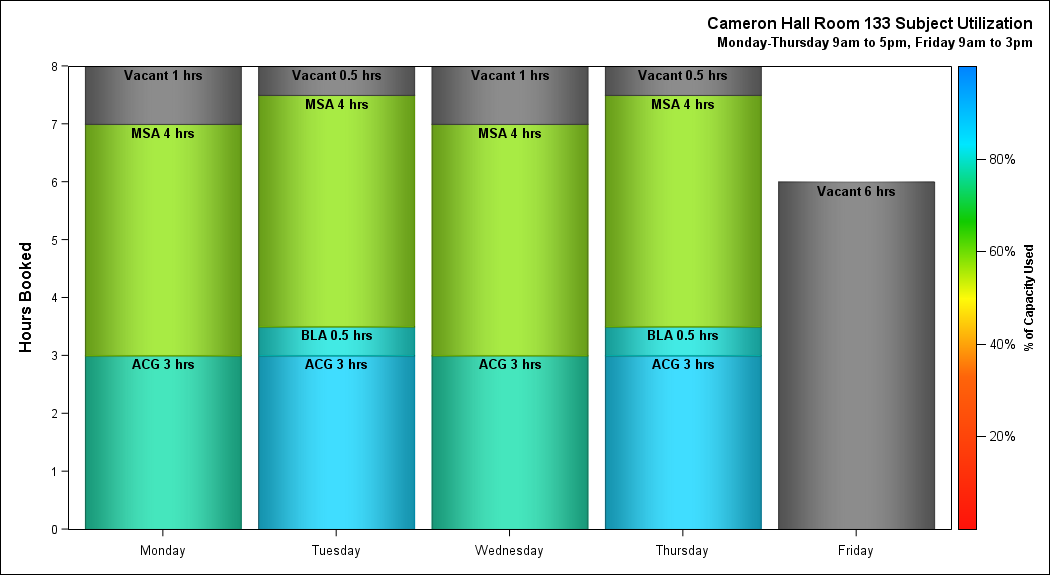 Cameron Hall Room 133 Subject Utilization
Monday-Thursday 9am to 5pm, Friday 9am to 3pm
Hours Booked
8
7
6
5
4
3
2
1
0
Vacant 1 hrs
MSA 4 hrs
ACG 3 hrs
Vacant 0.5 hrs
MSA 4 hrs
BLA 0.5 hrs
ACG 3 hrs
Vacant 1 hrs
MSA 4 hrs
ACG 3 hrs
Vacant 0.5 hrs
MSA 4 hrs
BLA 0.5 hrs
ACG 3 hrs
Vacant 6 hrs
Monday
Tuesday
Wednesday
Thursday
Friday
80%
60%
40%
20%
% of Capacity Used